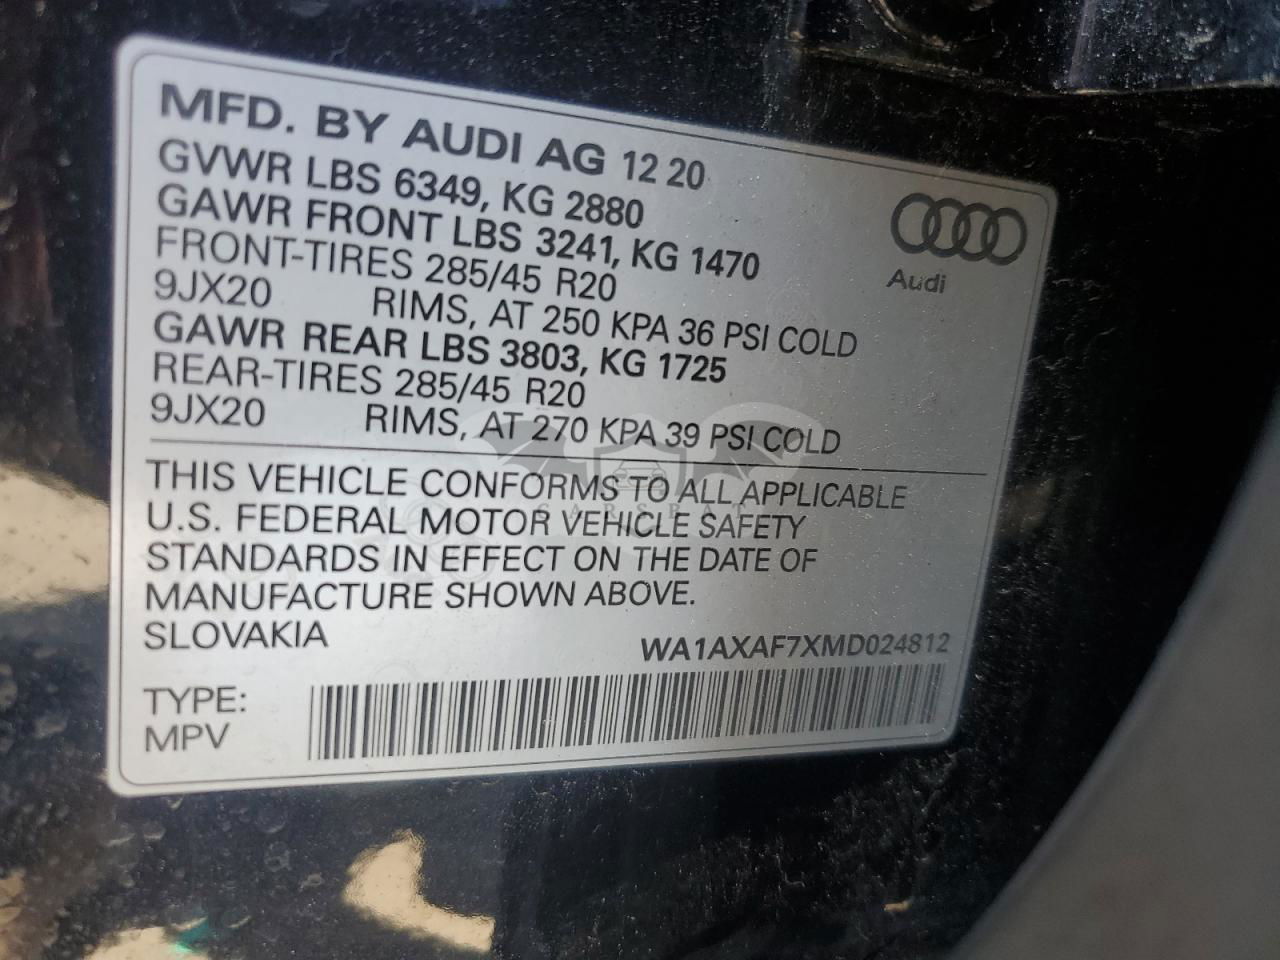 MFD. BY AUDI AG 12 20
GVWR LBS 6349, KG 2880
GAWR FRONT LBS 3241, KG 1470
FRONT-TIRES 285/45 R20
9JX20 RIMS, AT 250 KPA 36 PSI COLD
GAWR REAR LBS 3803, KG 1725
REAR-TIRES 285/45 R20
9JX20 RIMS, AT 270 KPA 39 PSI COLD
Audi
THIS VEHICLE CONFORMS TO ALL APPLICABLE
U.S. FEDERAL MOTOR VEHICLE SAFETY
STANDARDS IN EFFECT ON THE DATE OF
MANUFACTURE SHOWN ABOVE.
SLOVAKIA WA1AXAF7XMD024812
TYPE:
MPV